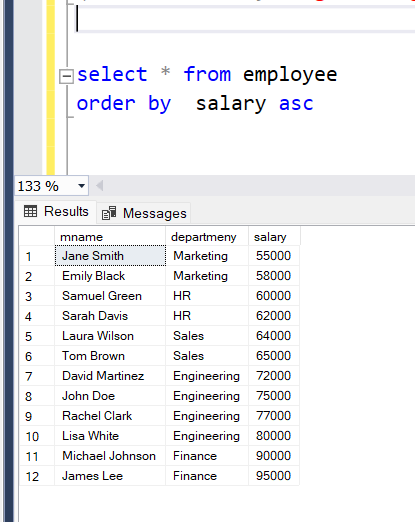 select * from employee
order by salary asc
133 %
Results Messages
mname departmeny salary
1 Jane Smith Marketing 55000
2 Emily Black Marketing 58000
3 Samuel Green HR 60000
4 Sarah Davis HR 62000
5 Laura Wilson Sales 64000
6 Tom Brown Sales 65000
7 David Martinez Engineering 72000
8 John Doe Engineering 75000
9 Rachel Clark Engineering 77000
10 Lisa White Engineering 80000
11 Michael Johnson Finance 90000
12 James Lee Finance 95000